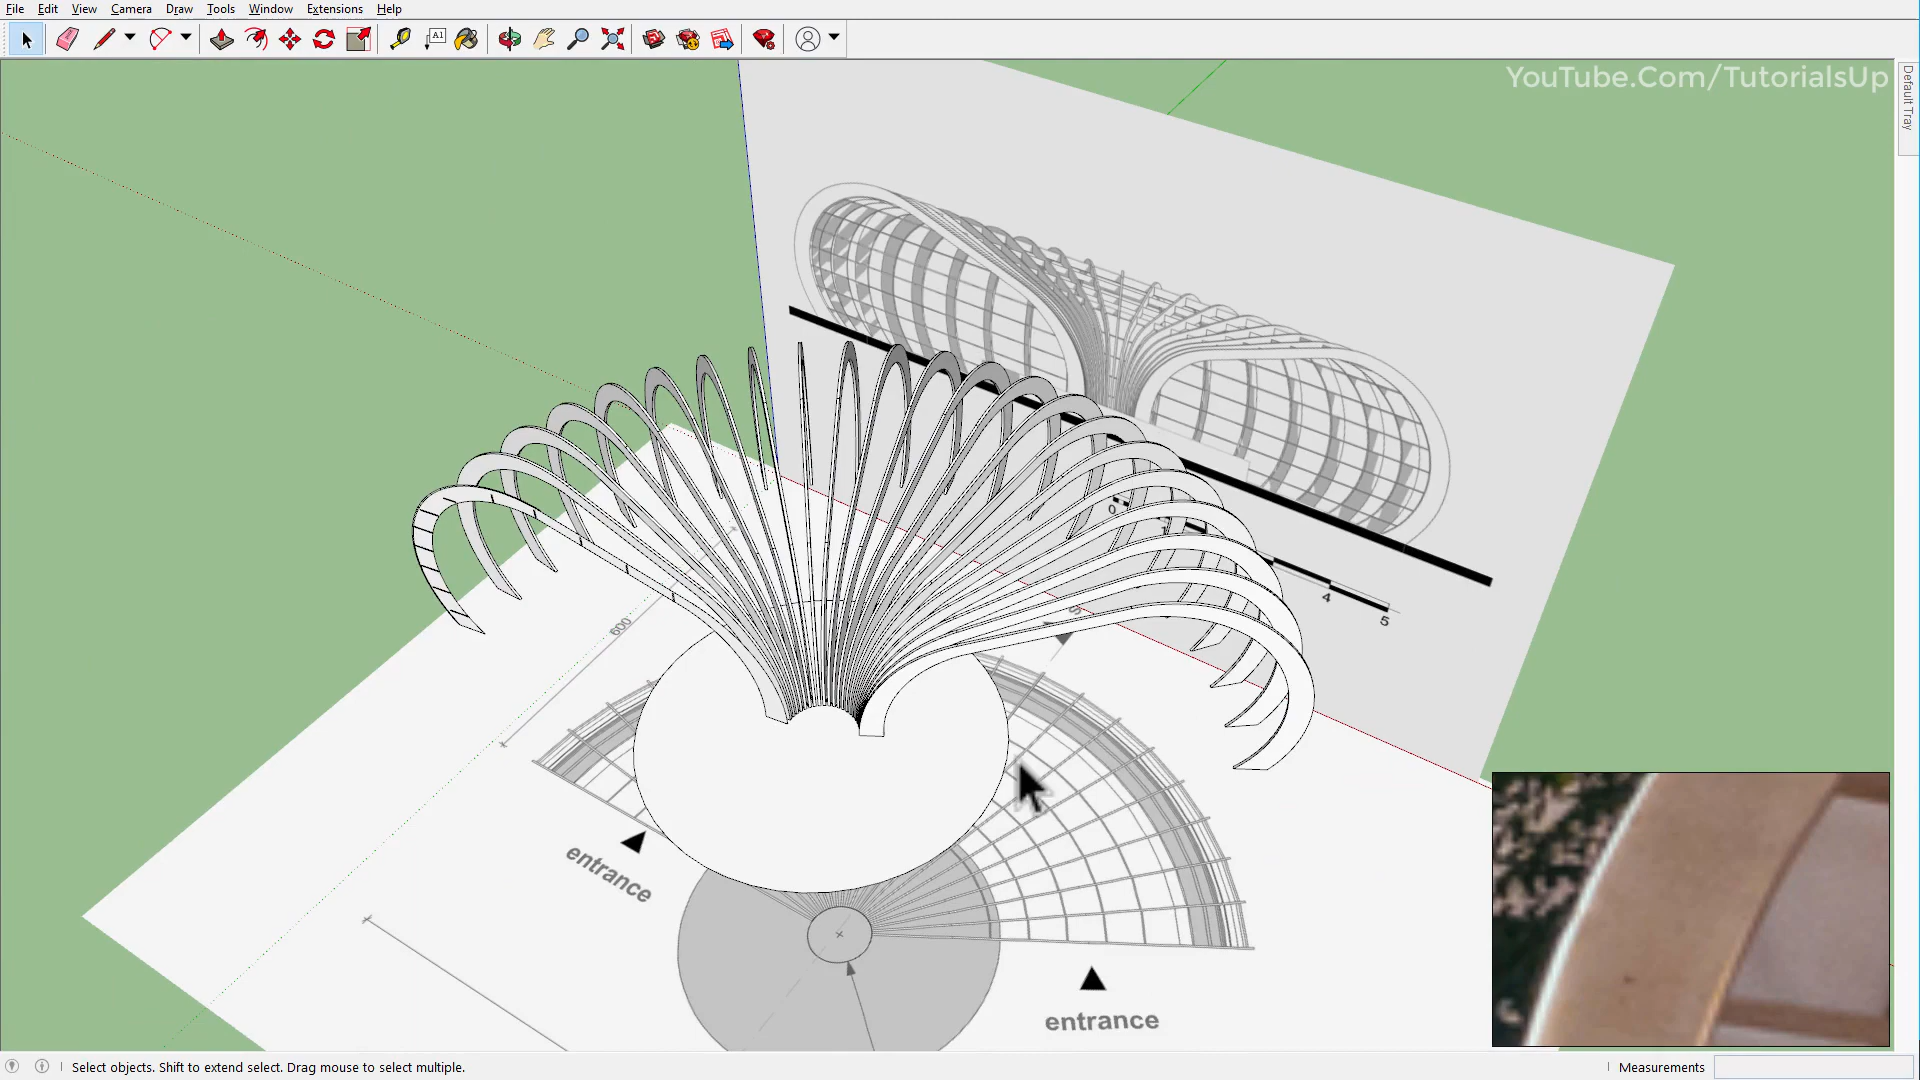 File Edit View Camera Draw Tools Window Extensions Help
A1
YouTube.Com/TutorialsUp
Default Tray
0
4
5
600
entrance
entrance
Select objects. Shift to extend select. Drag mouse to select multiple.
Measurements